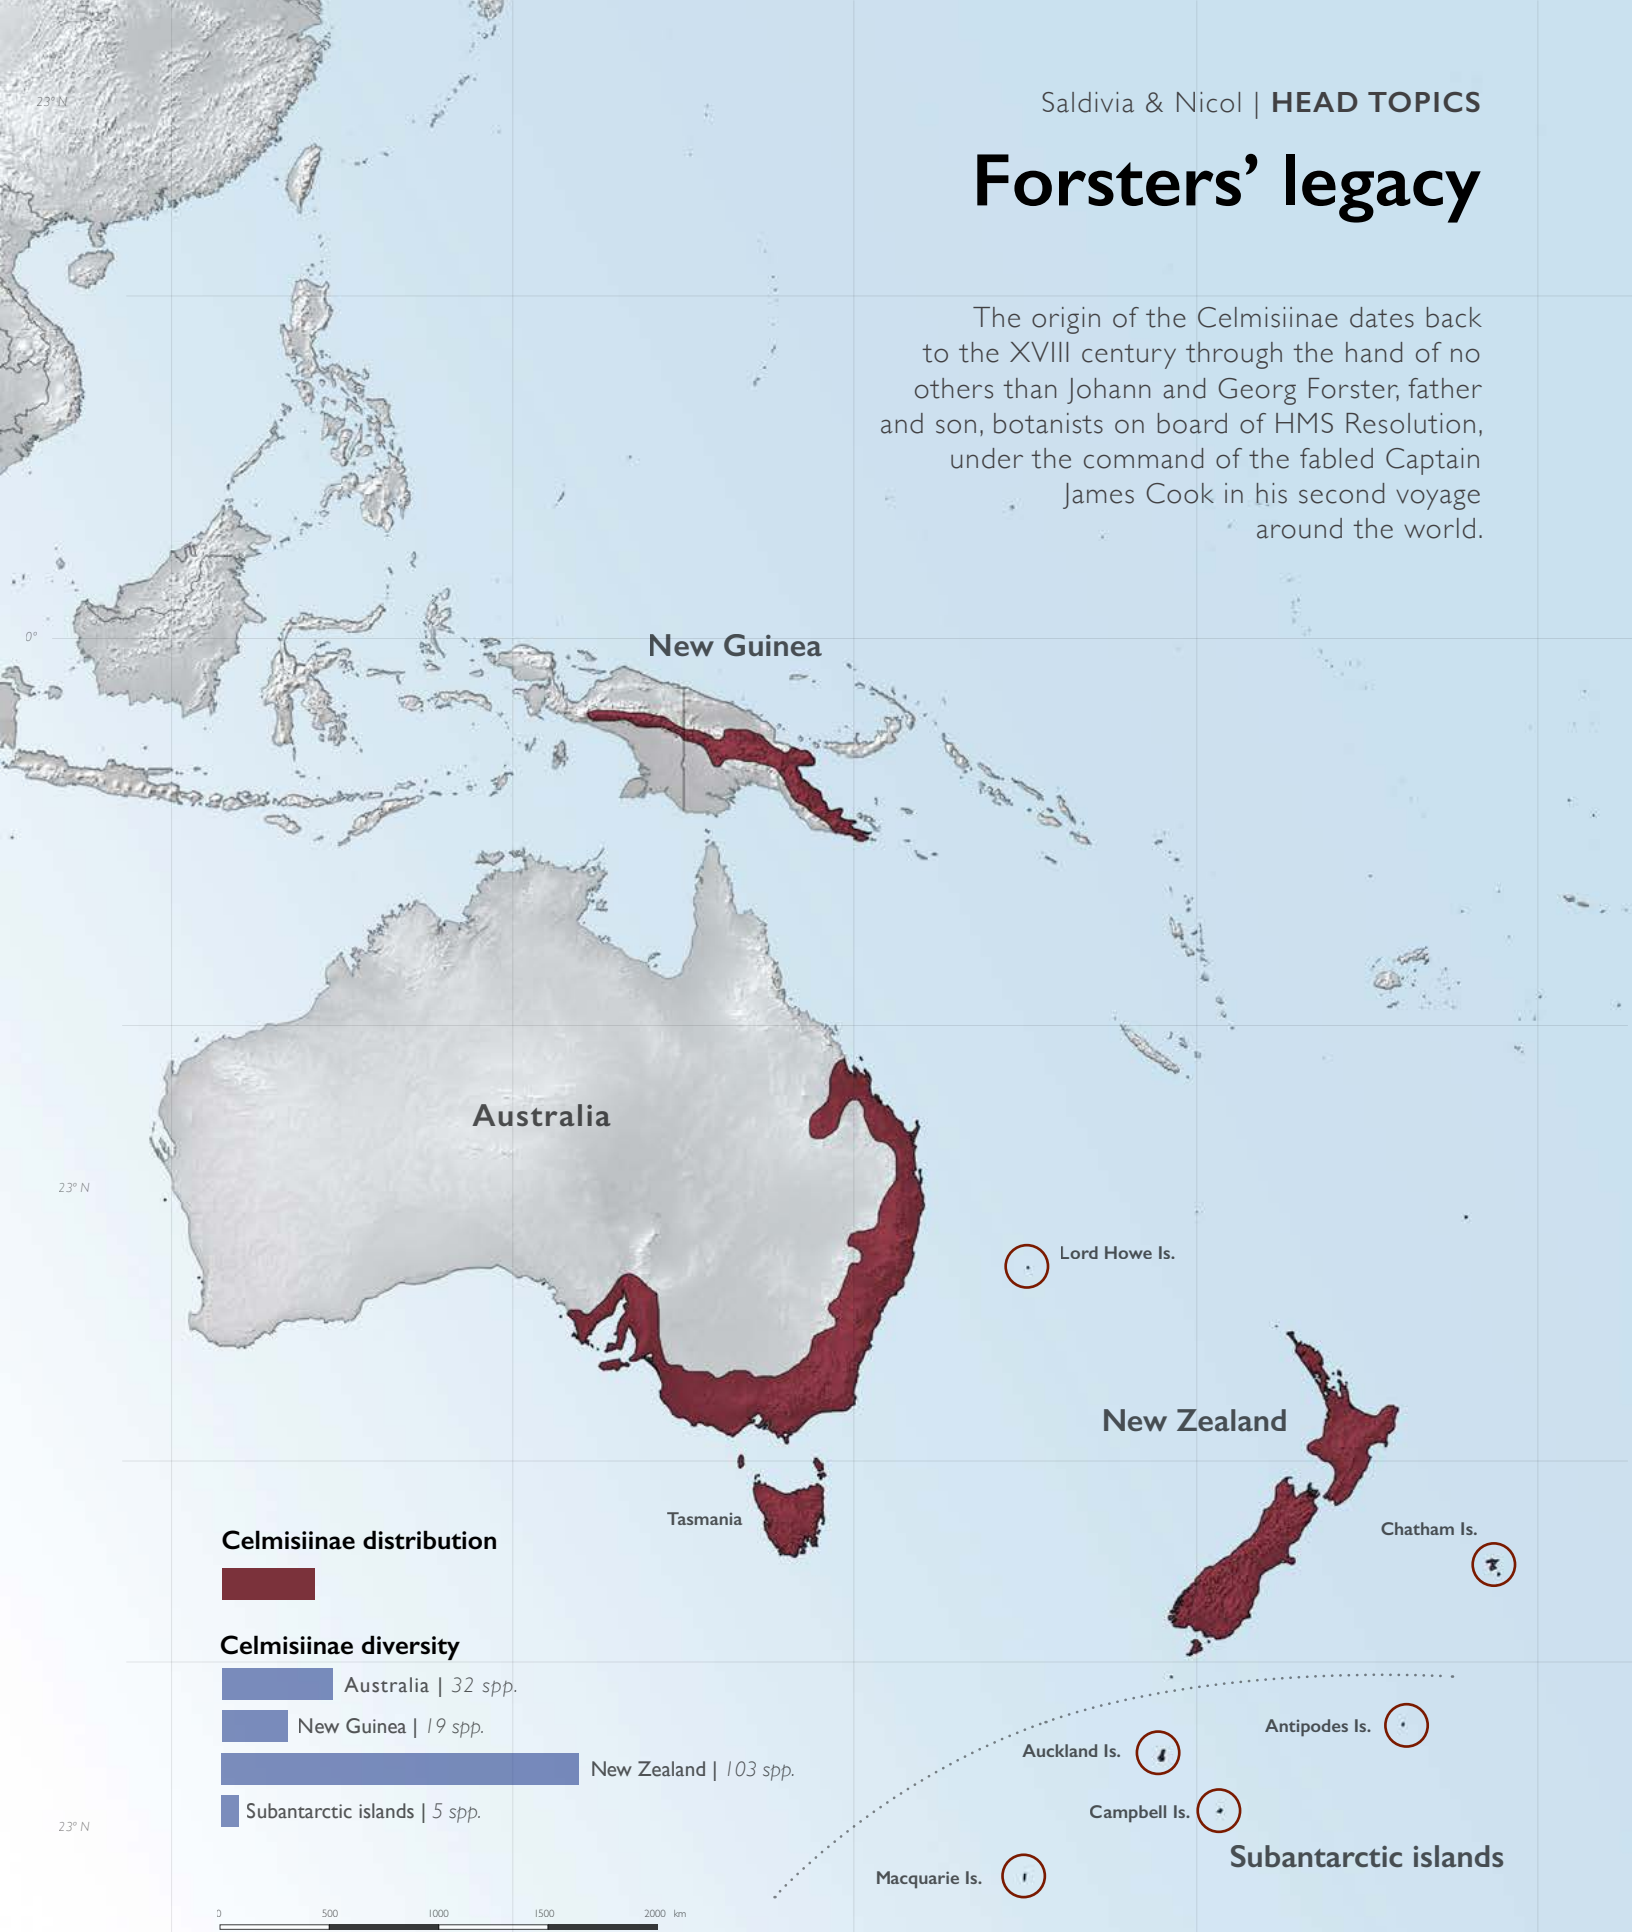 Saldivia & Nicol | HEAD TOPICS
23° N
Forsters’ legacy
The origin of the Celmisiinae dates back
to the XVIII century through the hand of no
others than Johann and Georg Forster, father
and son, botanists on board of HMS Resolution,
under the command of the fabled Captain
James Cook in his second voyage
around the world.
0°
New Guinea
Australia
23° N
Lord Howe Is.
New Zealand
Tasmania
Chatham Is.
Celmisiinae distribution
Celmisiinae diversity
Australia | 32 spp.
New Guinea | 19 spp.
New Zealand | 103 spp.
Subantarctic islands | 5 spp.
Antipodes Is.
Auckland Is.
Campbell Is.
23° N
Subantarctic islands
Macquarie Is.
0 500 1000 1500 2000 km